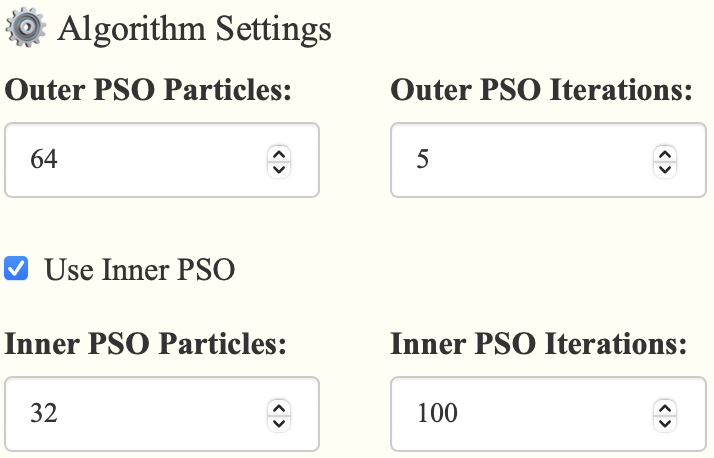 Algorithm Settings
Outer PSO Particles: Outer PSO Iterations:
64 5
Use Inner PSO
Inner PSO Particles: Inner PSO Iterations:
32 100